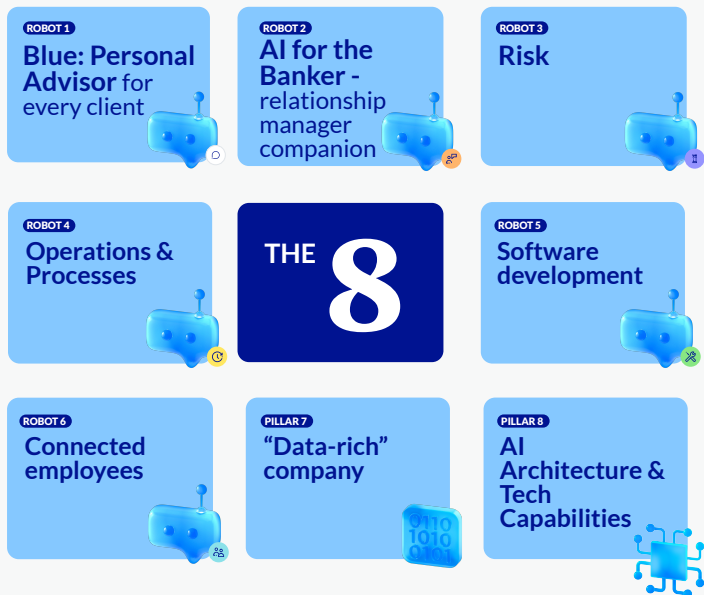 ROBOT 1
Blue: Personal
Advisor for
every client
ROBOT 2
AI for the
Banker -
relationship
manager
companion
ROBOT 3
Risk
ROBOT 4
Operations &
Processes
THE 8
ROBOT 5
Software
development
ROBOT 6
Connected
employees
PILLAR 7
“Data-rich”
company
0110
1010
0101
PILLAR 8
AI
Architecture &
Tech
Capabilities